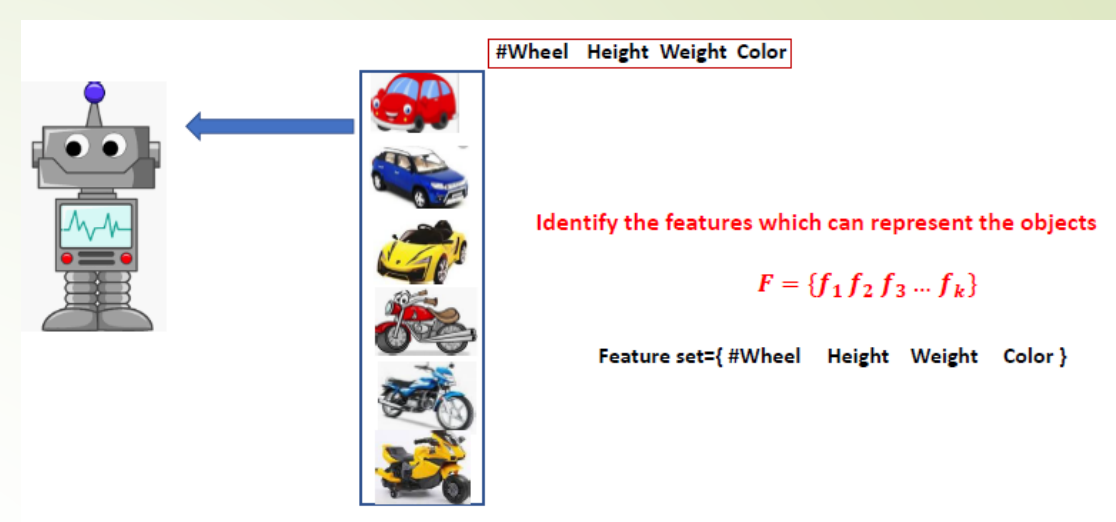 #Wheel Height Weight Color
Identify the features which can represent the objects
F = {f₁ f₂ f₃ ... fₖ}
Feature set={ #Wheel Height Weight Color }